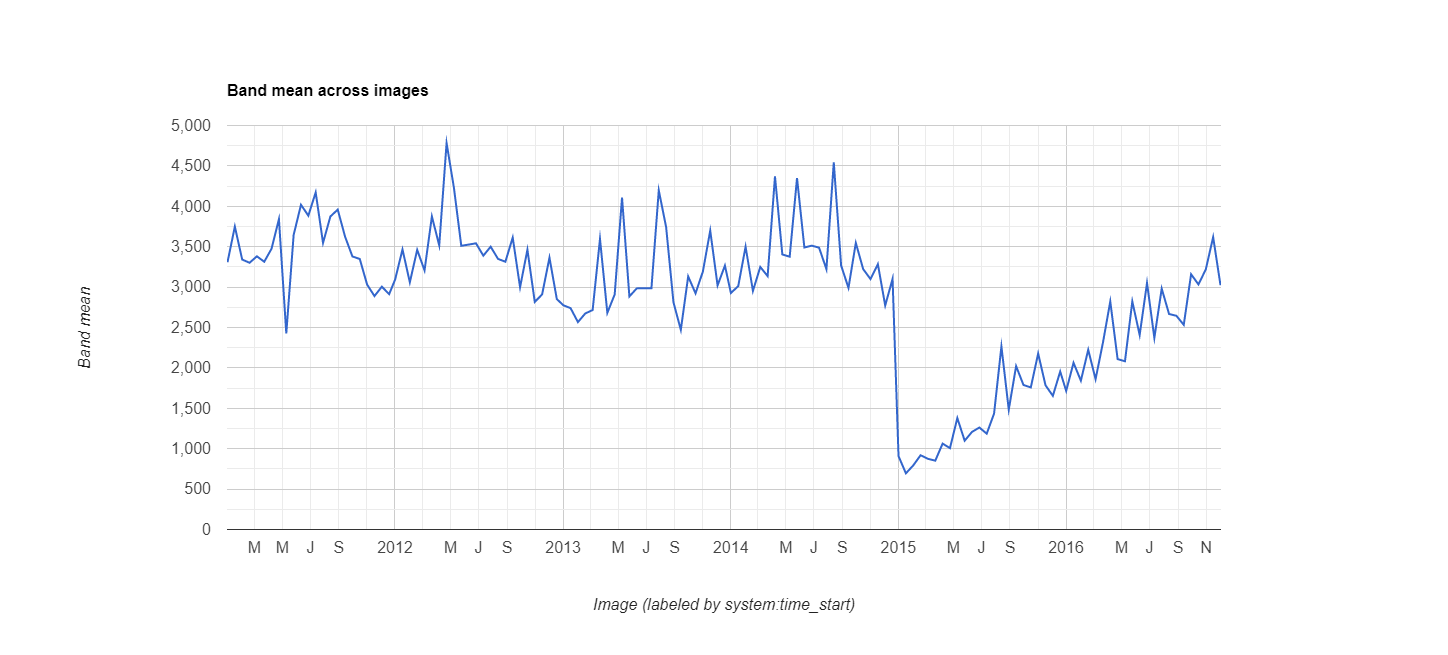 Band mean across images
5,000
4,500
4,000
3,500
3,000
2,500
2,000
1,500
1,000
500
0
Band mean
M M J S 2012 M J S 2013 M J S 2014 M J S 2015 M J S 2016 M J S N
Image (labeled by system:time_start)